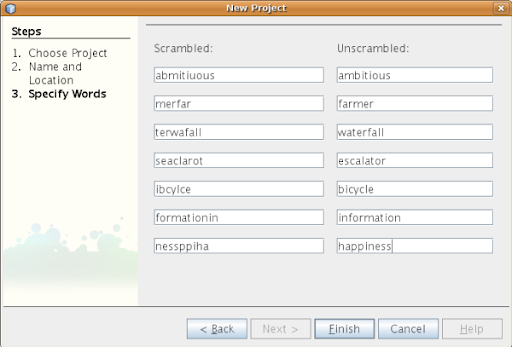 New Project
Steps
1. Choose Project
2. Name and
Location
3. Specify Words
Scrambled: Unscrambled:
abmitiuous ambitious
merfar farmer
terwafall waterfall
seaclarot escalator
ibcylce bicycle
formationin information
nessppiha happiness
< Back Next > Finish Cancel Help